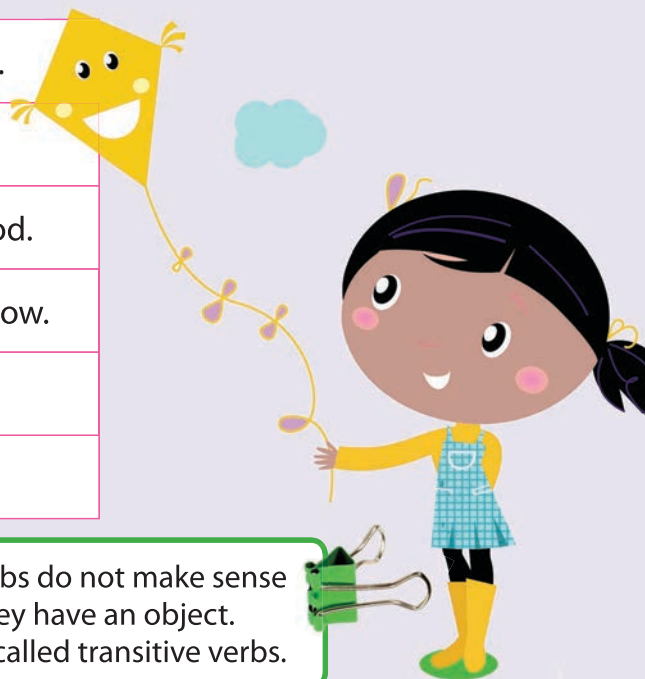 .
od.
ow.
bs do not make sense
ey have an object.
called transitive verbs.